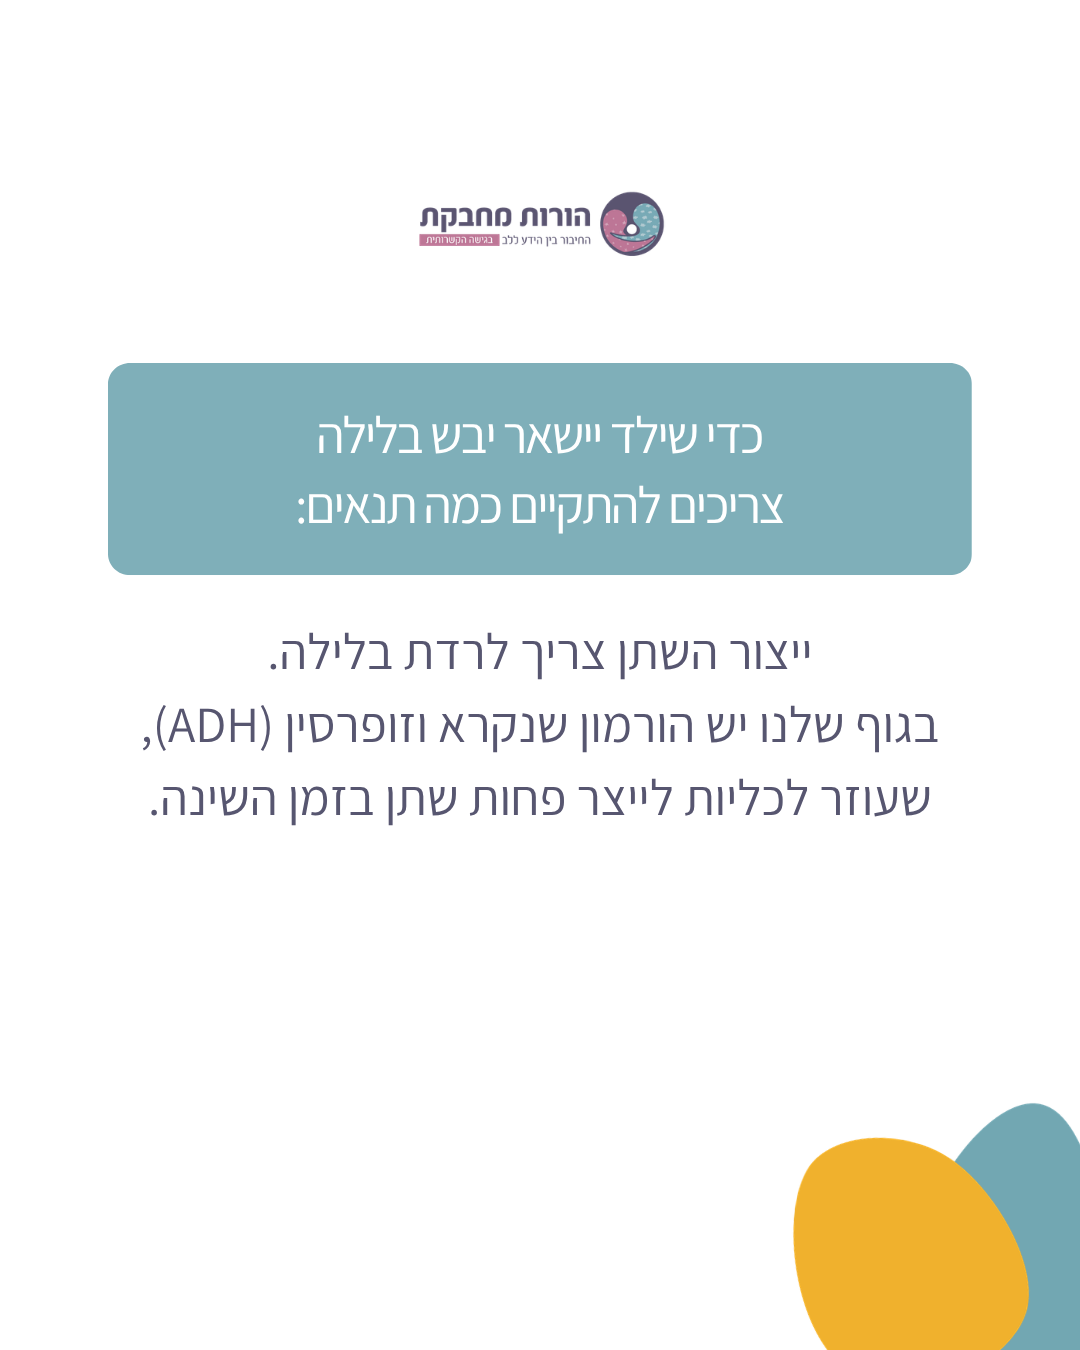 הורות מחבקת
החיבור בין הידע ללב בגישה הקשרותית
כדי שילד יישאר יבש בלילה
צריכים להתקיים כמה תנאים:
ייצור השתן צריך לרדת בלילה.
בגוף שלנו יש הורמון שנקרא וזופרסין (ADH),
שעוזר לכליות לייצר פחות שתן בזמן השינה.